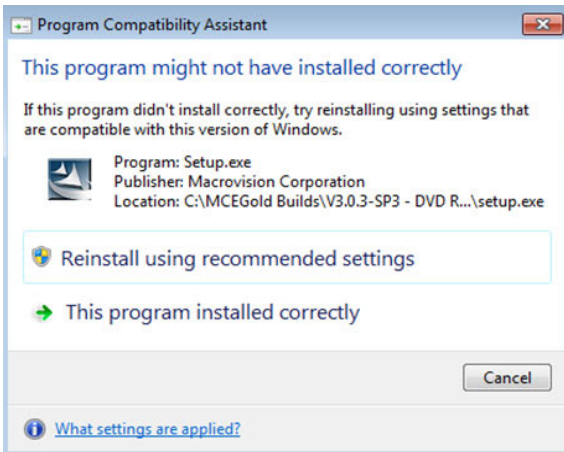 Program Compatibility Assistant
This program might not have installed correctly
If this program didn't install correctly, try reinstalling using settings that
are compatible with this version of Windows.
Program: Setup.exe
Publisher: Macrovision Corporation
Location: C:\MCEGold Builds\V3.0.3-SP3 - DVD R...\setup.exe
Reinstall using recommended settings
This program installed correctly
Cancel
What settings are applied?